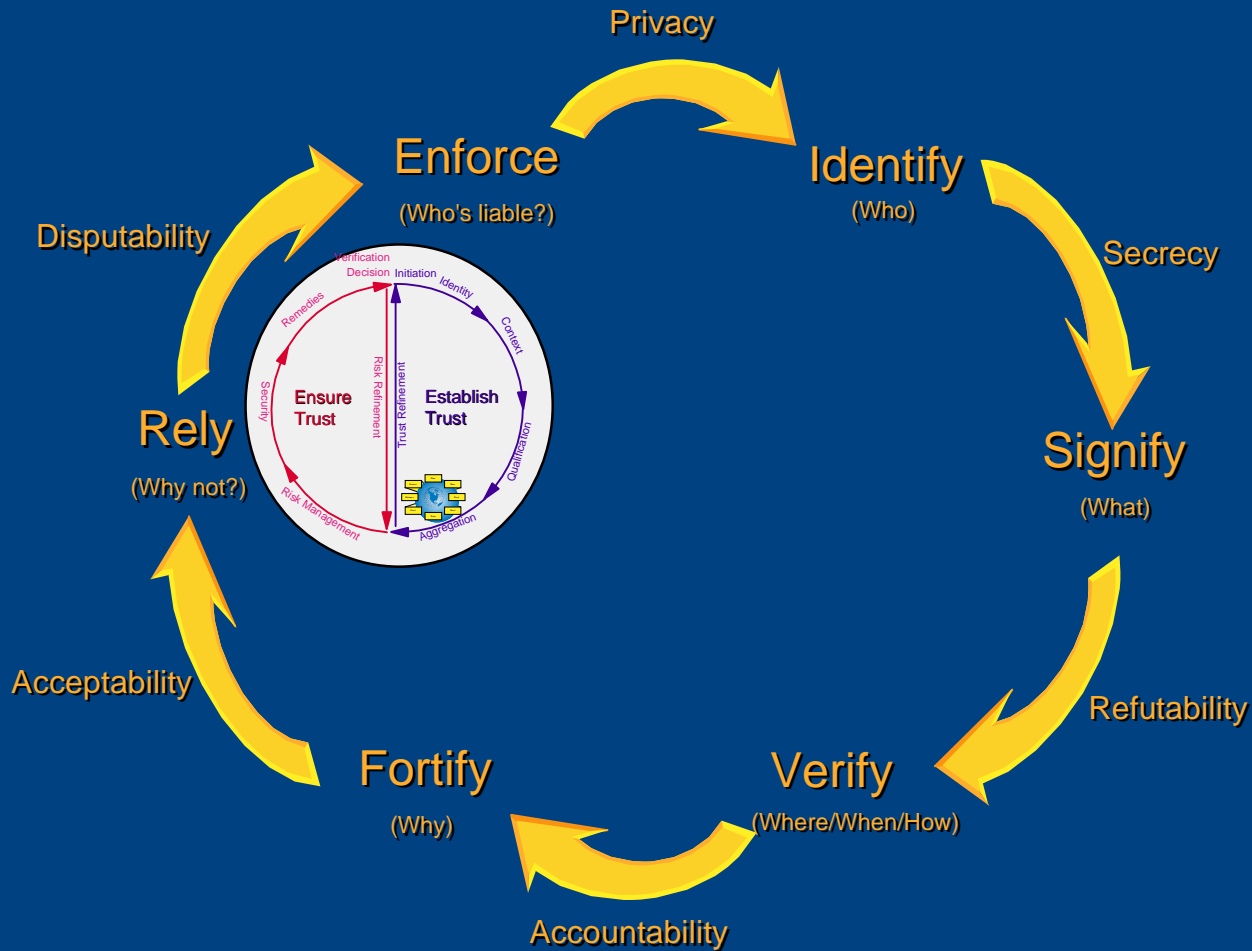 Privacy
Enforce
(Who's liable?)
Identify
(Who)
Disputability
Secrecy
Verification
Decision
Initiation
Identity
Context
Qualification
Aggregation
Trust Refinement
Establish
Trust
Risk Refinement
Ensure
Trust
Remedies
Security
Risk Management
Rely
(Why not?)
Signify
(What)
Acceptability
Refutability
Fortify
(Why)
Verify
(Where/When/How)
Accountability